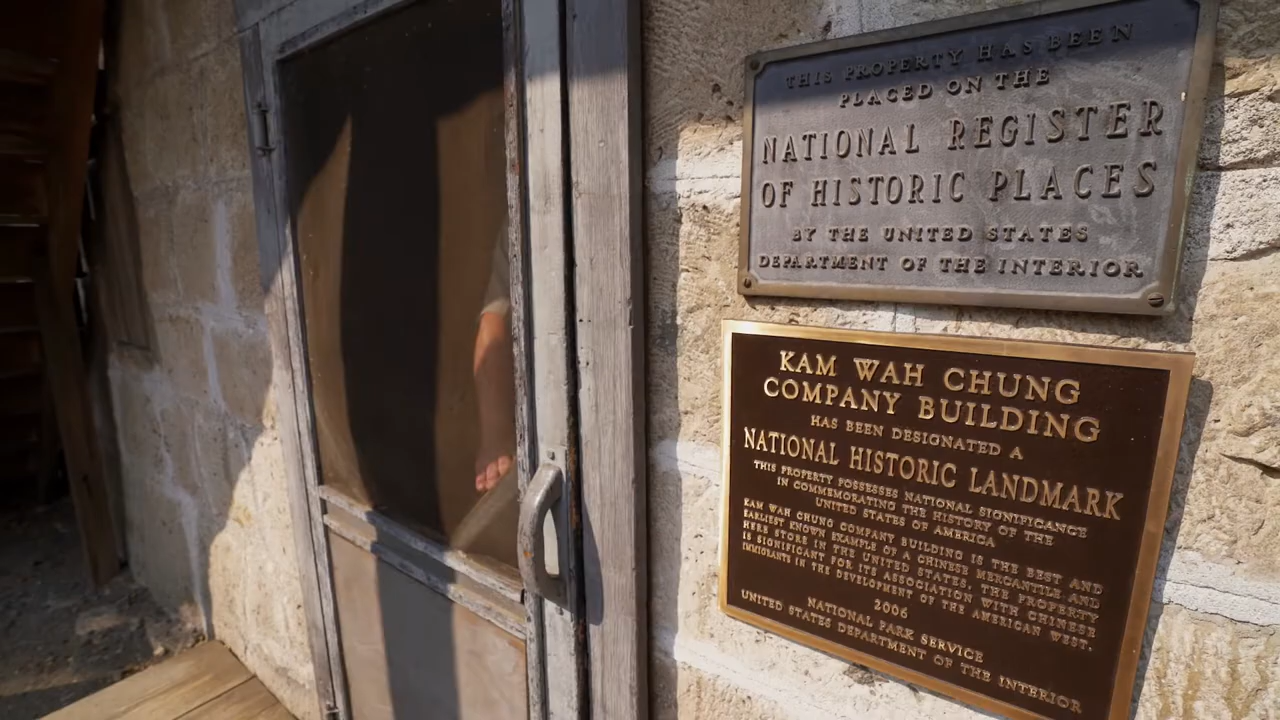 THIS PROPERTY HAS BEEN
PLACED ON THE
NATIONAL REGISTER
OF HISTORIC PLACES
BY THE UNITED STATES
DEPARTMENT OF THE INTERIOR
KAM WAH CHUNG
COMPANY BUILDING
HAS BEEN DESIGNATED A
NATIONAL HISTORIC LANDMARK
THIS PROPERTY POSSESSES NATIONAL SIGNIFICANCE
IN COMMEMORATING THE HISTORY OF THE
UNITED STATES OF AMERICA
KAM WAH CHUNG COMPANY BUILDING IS THE BEST AND
EARLIEST KNOWN EXAMPLE OF A CHINESE MERCANTILE AND
HERB STORE IN THE UNITED STATES. THE PROPERTY
IS SIGNIFICANT FOR ITS ASSOCIATION WITH CHINESE
IMMIGRANTS IN THE DEVELOPMENT OF THE AMERICAN WEST.
2006
NATIONAL PARK SERVICE
UNITED STATES DEPARTMENT OF THE INTERIOR